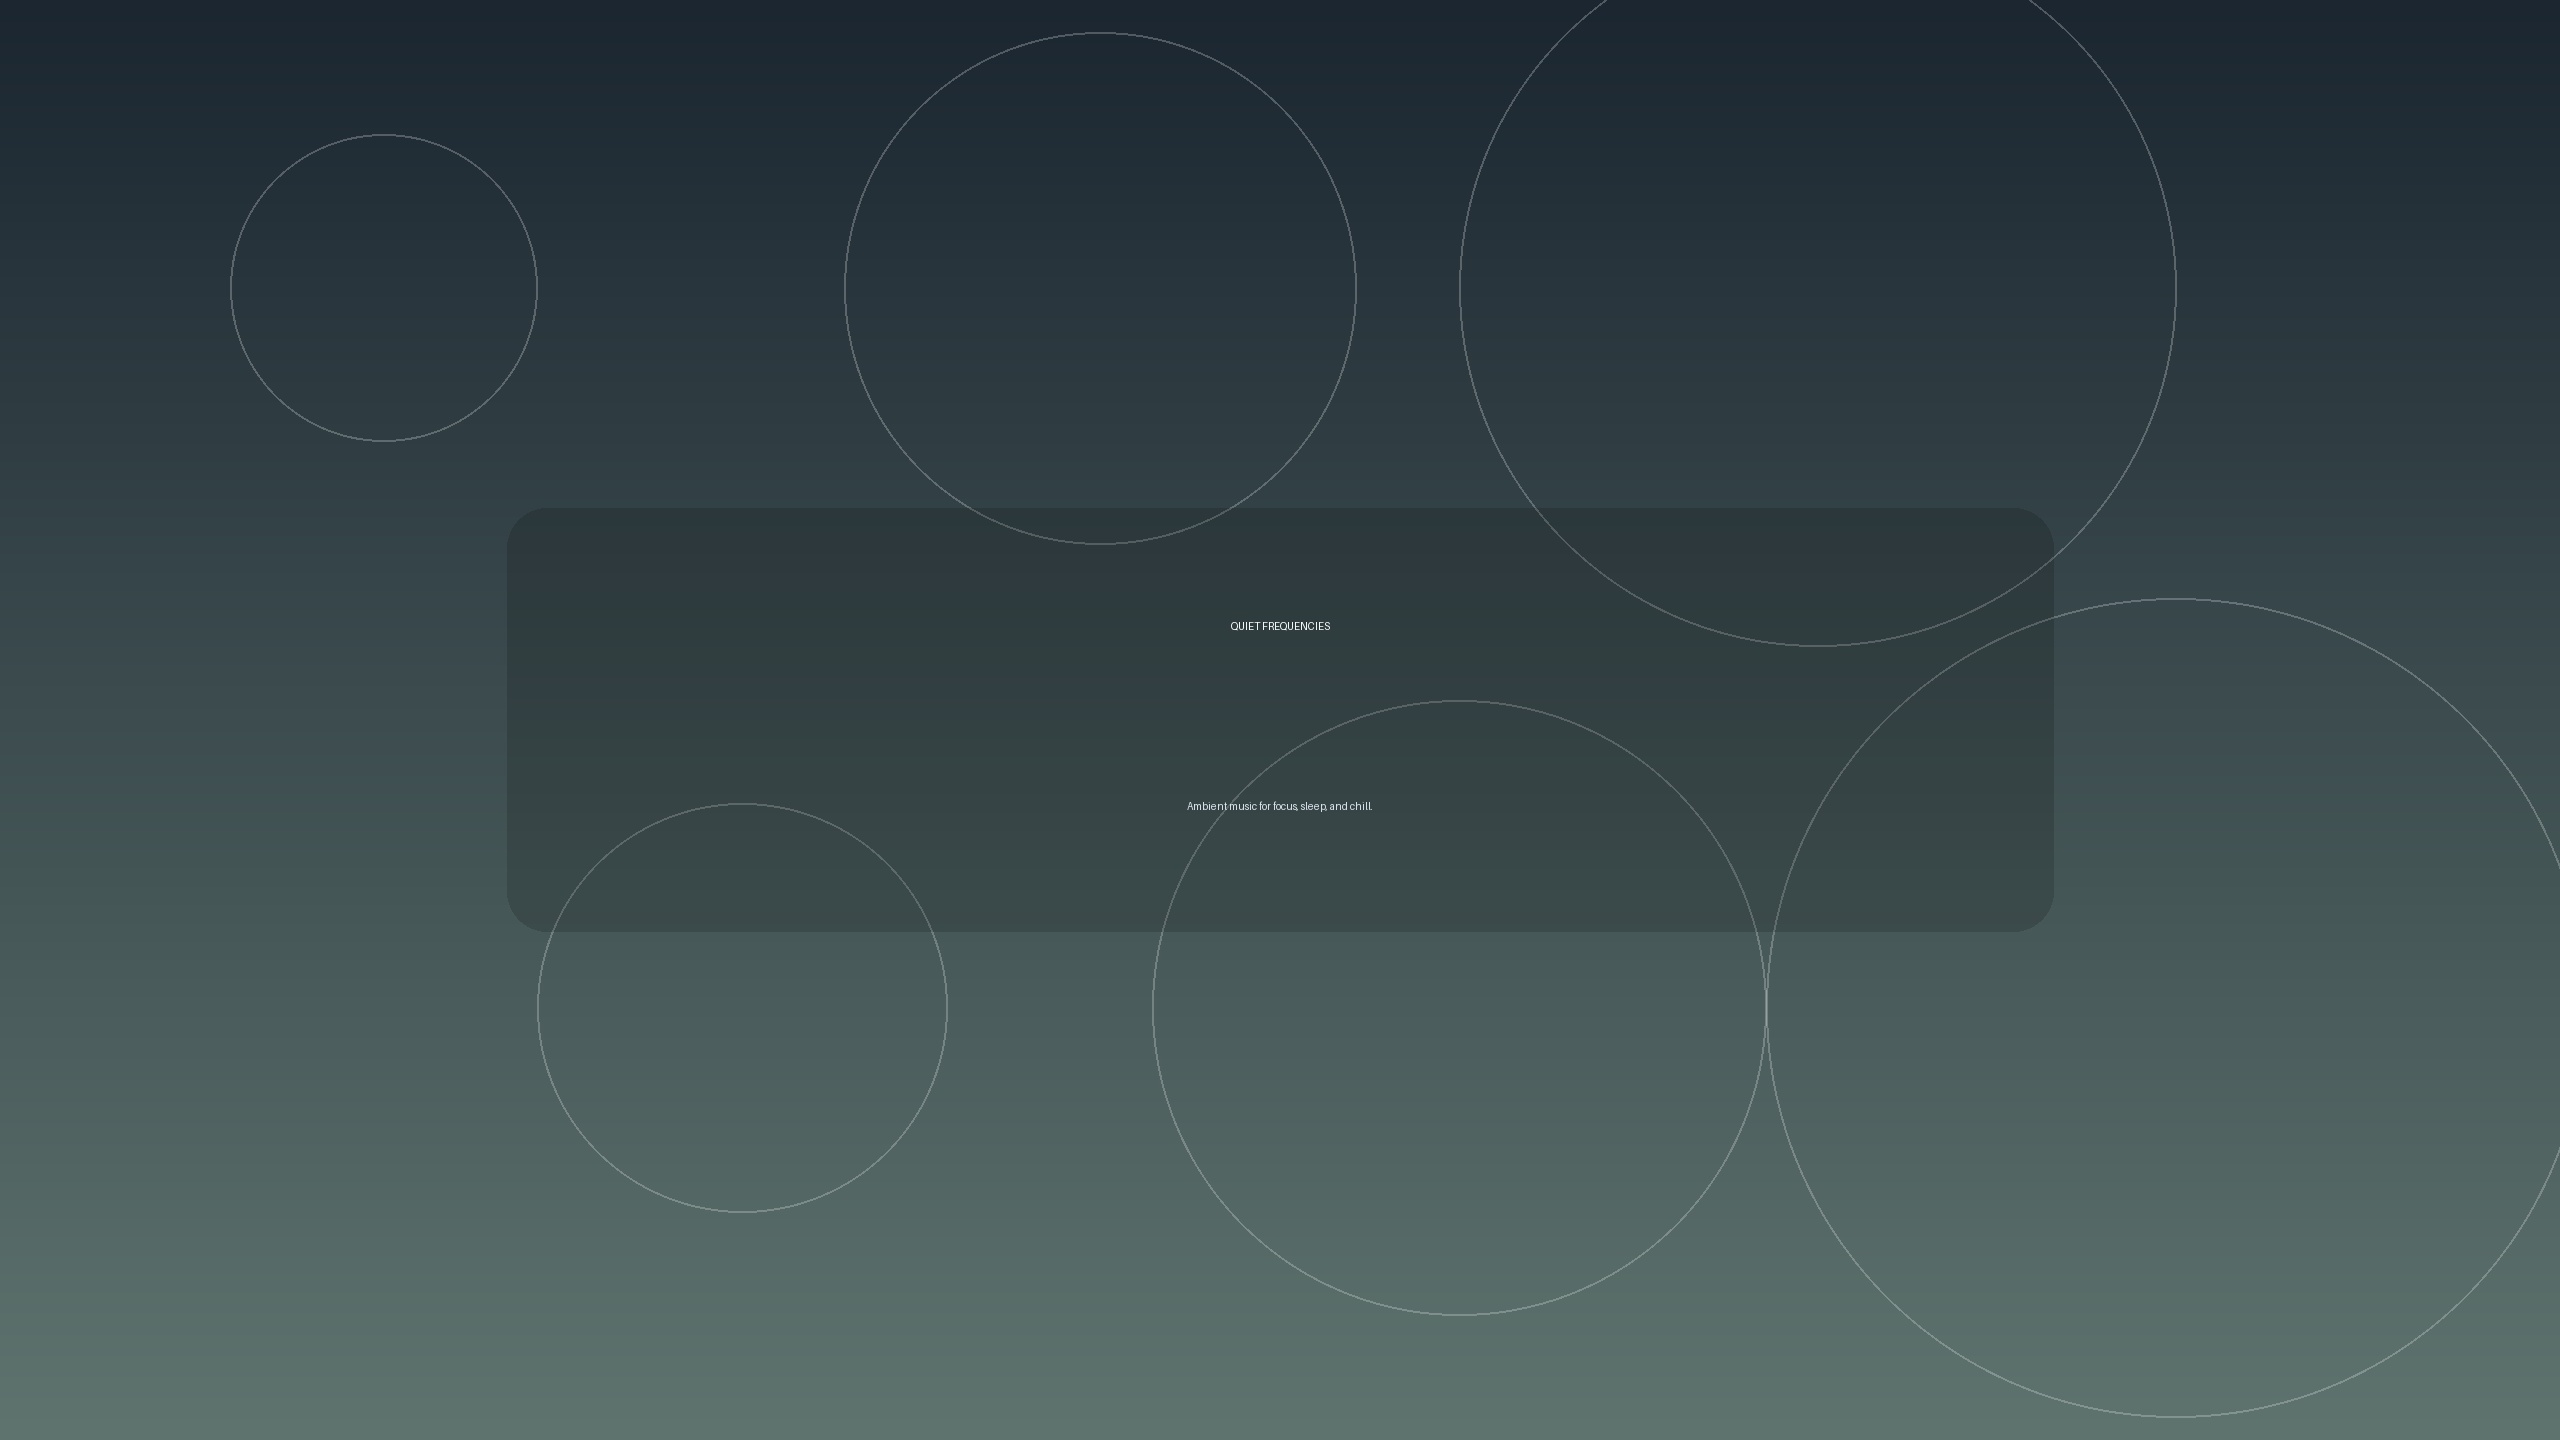 QUIET FREQUENCIES
Ambient music for focus, sleep, and chill.